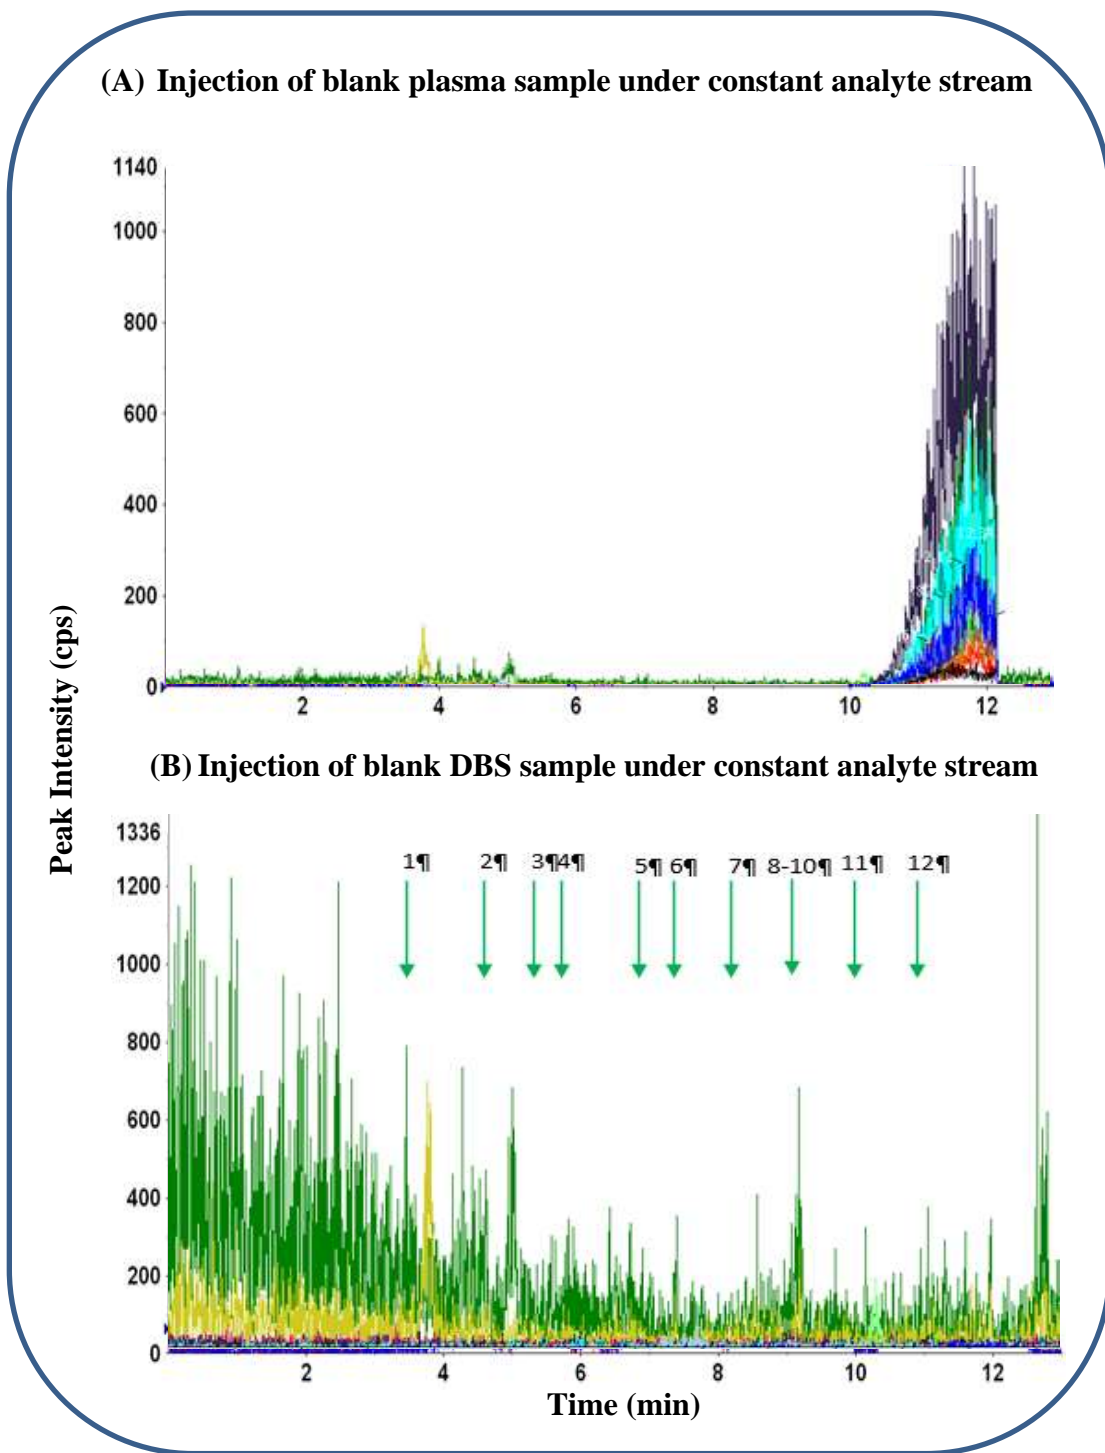 (A) Injection of blank plasma sample under constant analyte stream
1140
1000
800
600
400
200
0
2 4 6 8 10 12
Peak Intensity (cps)
(B) Injection of blank DBS sample under constant analyte stream
1336
1200
1000
800
600
400
200
0
1¶ 2¶ 3¶ 4¶ 5¶ 6¶ 7¶ 8-10¶ 11¶ 12¶
2 4 6 8 10 12
Time (min)